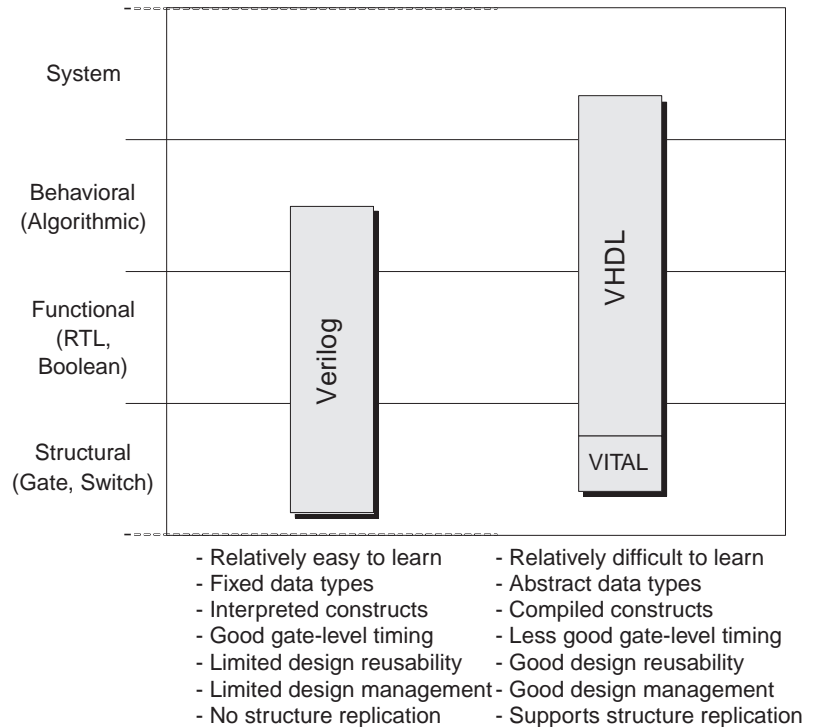 System
Behavioral
(Algorithmic)
Functional
(RTL,
Boolean)
Structural
(Gate, Switch)
Verilog
VHDL
VITAL
- Relatively easy to learn
- Fixed data types
- Interpreted constructs
- Good gate-level timing
- Limited design reusability
- Limited design management
- No structure replication
- Relatively difficult to learn
- Abstract data types
- Compiled constructs
- Less good gate-level timing
- Good design reusability
- Good design management
- Supports structure replication